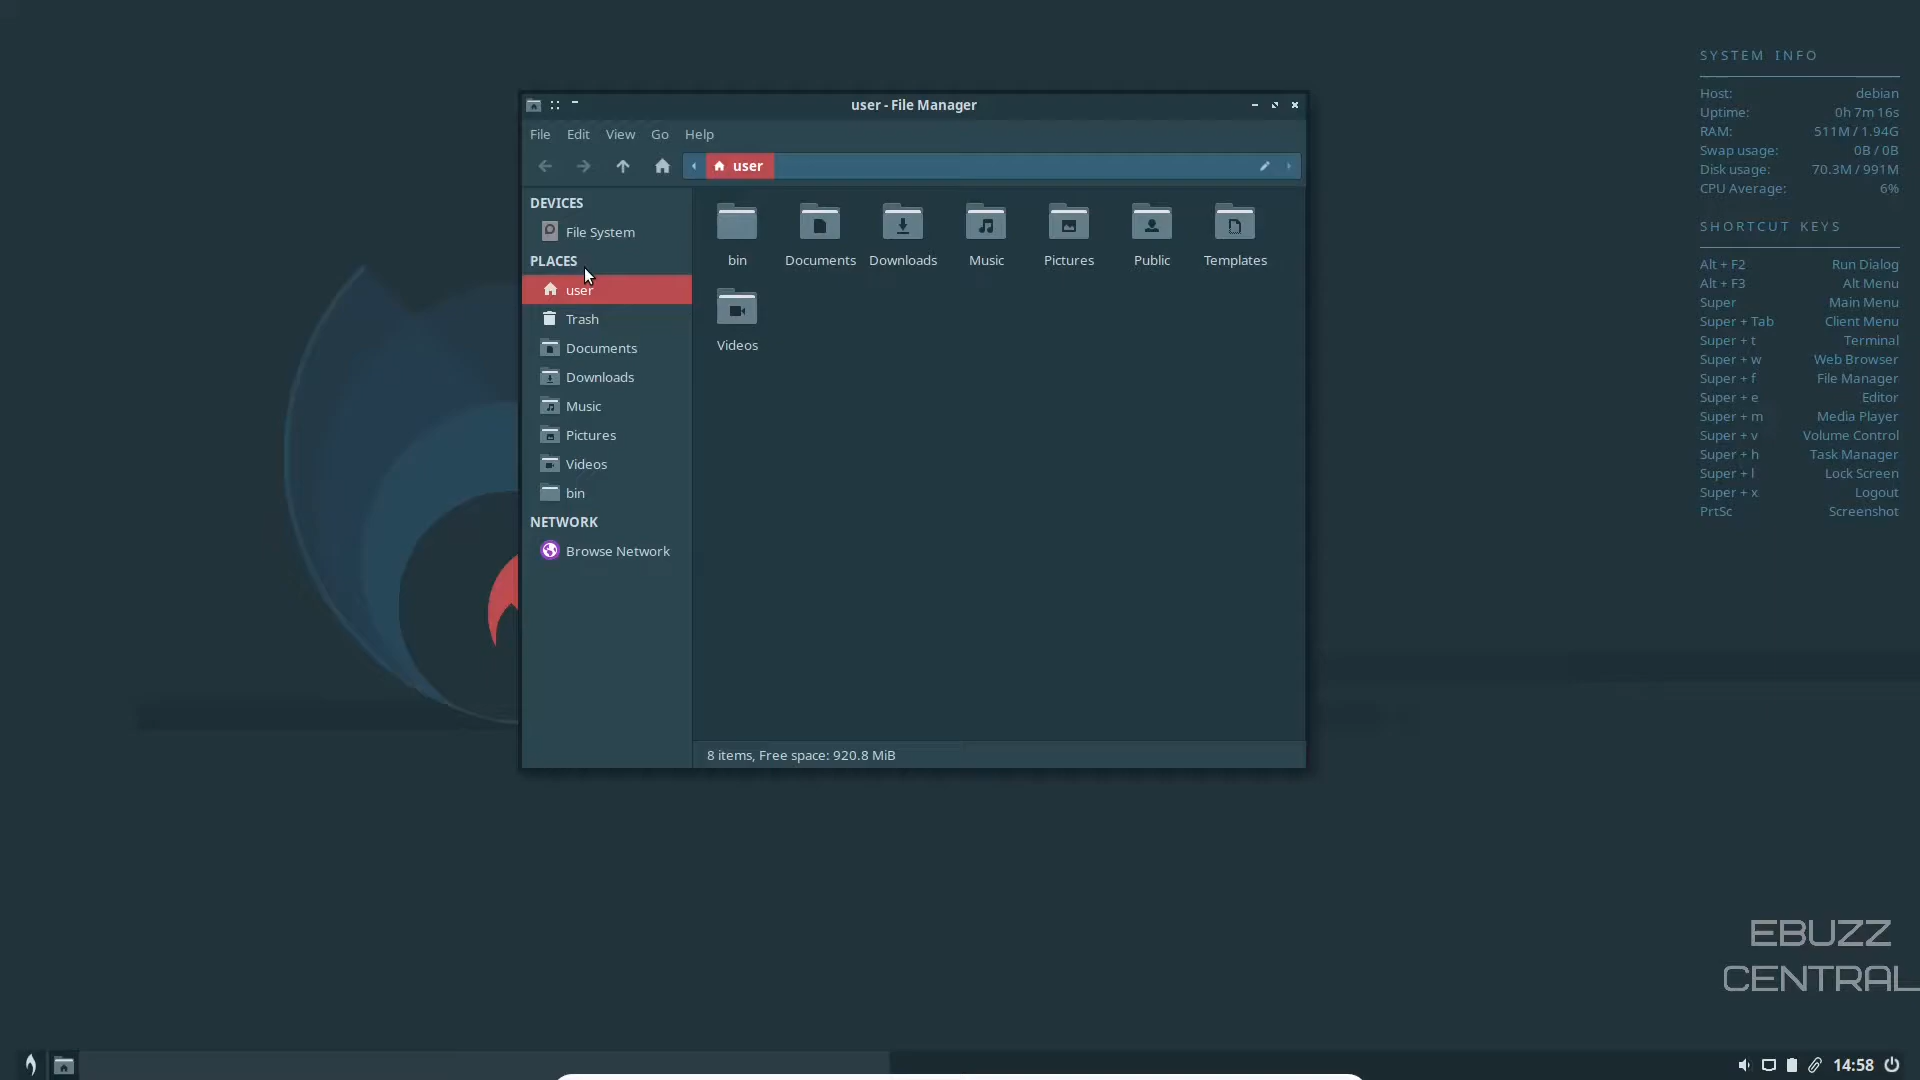 user - File Manager
File Edit View Go Help
user
DEVICES
File System
PLACES
user
Trash
Documents
Downloads
Music
Pictures
Videos
bin
NETWORK
Browse Network
bin Documents Downloads Music Pictures Public Templates
Videos
8 items, Free space: 920.8 MiB
SYSTEM INFO
Host: debian
Uptime: 0h 7m 16s
RAM: 511M / 1.94G
Swap usage: 0B / 0B
Disk usage: 70.3M / 991M
CPU Average: 6%
SHORTCUT KEYS
Alt + F2 Run Dialog
Alt + F3 Alt Menu
Super Main Menu
Super + Tab Client Menu
Super + t Terminal
Super + w Web Browser
Super + f File Manager
Super + e Editor
Super + m Media Player
Super + v Volume Control
Super + h Task Manager
Super + l Lock Screen
Super + x Logout
PrtSc Screenshot
EBUZZ
CENTRAL
14:58